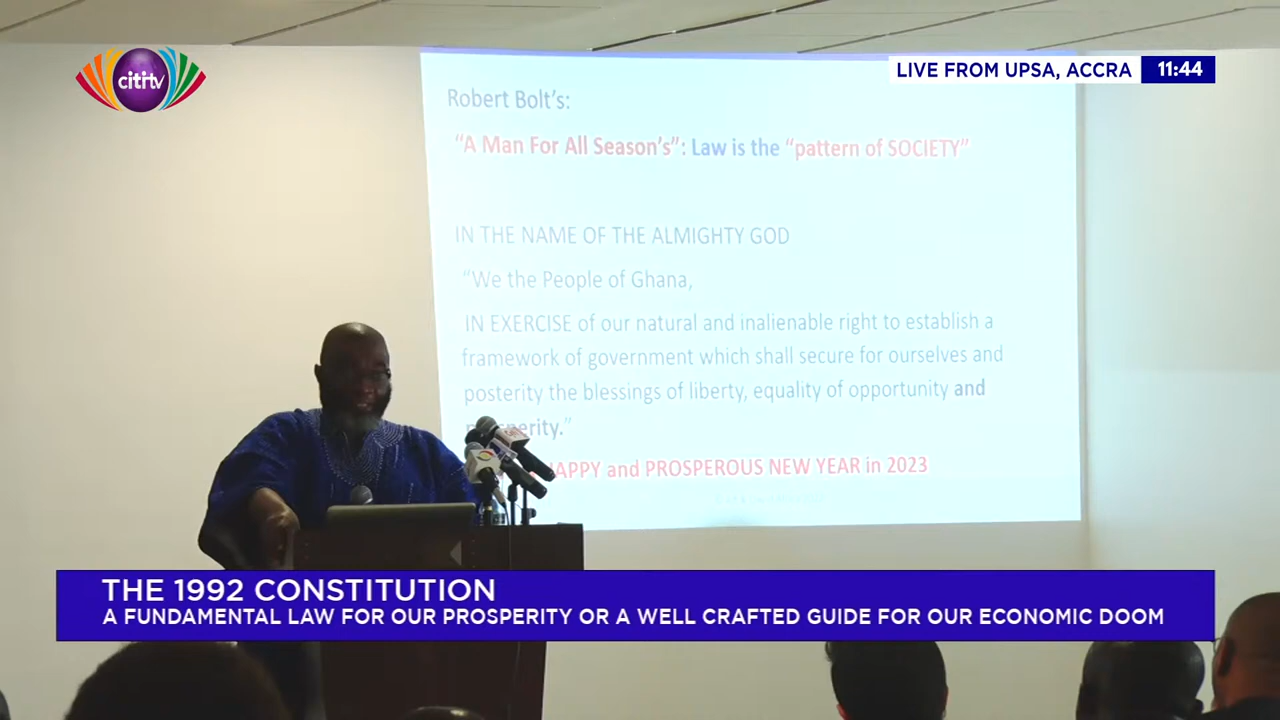 citi tv
LIVE FROM UPSA, ACCRA 11:44
Robert Bolt's:
"A Man For All Season's": Law is the "pattern of SOCIETY"
IN THE NAME OF THE ALMIGHTY GOD
"We the People of Ghana,
IN EXERCISE of our natural and inalienable right to establish a
framework of government which shall secure for ourselves and
posterity the blessings of liberty, equality of opportunity and
prosperity."
and PROSPEROUS NEW YEAR in 2023
THE 1992 CONSTITUTION
A FUNDAMENTAL LAW FOR OUR PROSPERITY OR A WELL CRAFTED GUIDE FOR OUR ECONOMIC DOOM